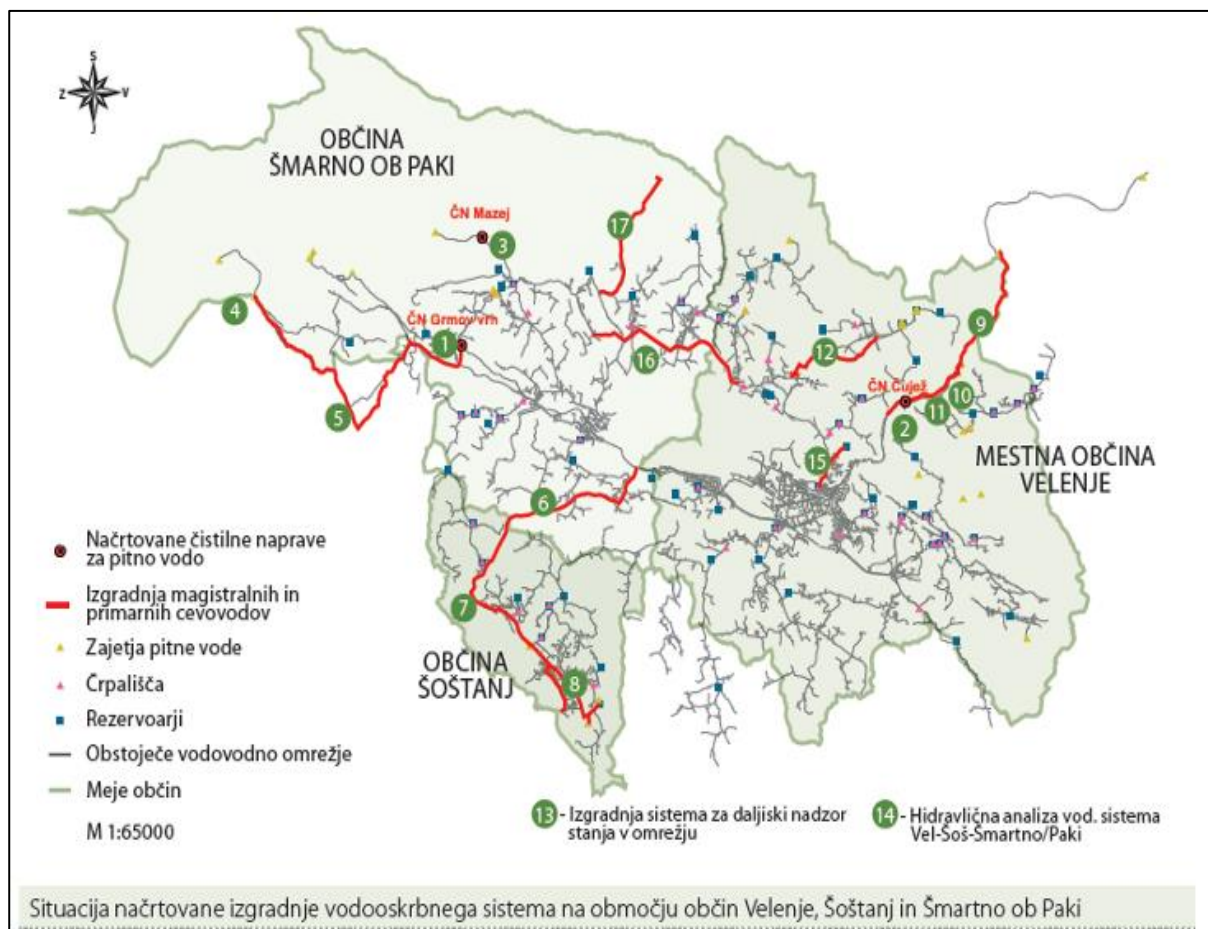 S
Z V
J
OBČINA
ŠMARNO OB PAKI
ČN Mazej
17
3
4
ČN Grmov vrh
1
9
12
16
5
ČN Čujež
10
11
2
MESTNA OBČINA
VELENJE
15
6
7
OBČINA
ŠOŠTANJ
8
Načrtovane čistilne naprave
za pitno vodo
Izgradnja magistralnih in
primarnih cevovodov
Zajetja pitne vode
Črpališča
Rezervoarji
Obstoječe vodovodno omrežje
Meje občin
M 1:65000
13 - Izgradnja sistema za daljiski nadzor
stanja v omrežju
14 - Hidravlična analiza vod. sistema
Vel-Šoš-Šmartno/Paki
Situacija načrtovane izgradnje vodooskrbnega sistema na območju občin Velenje, Šoštanj in Šmartno ob Paki